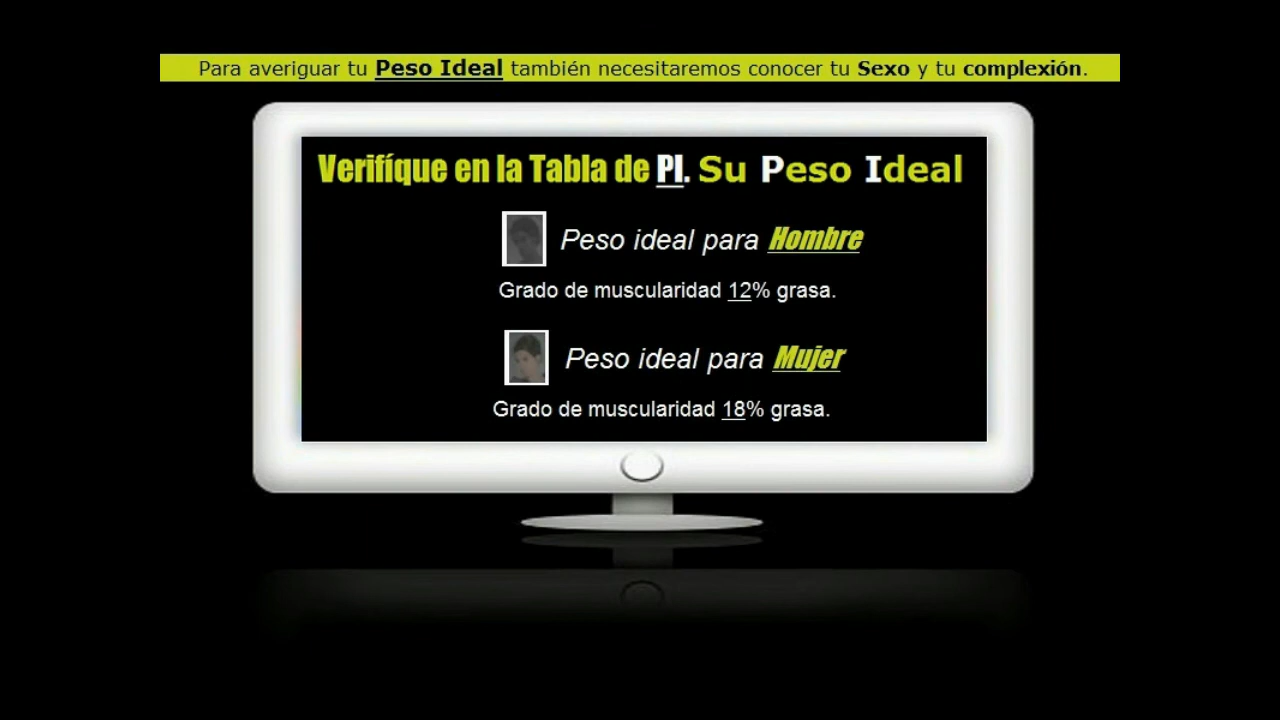 Para averiguar tu Peso Ideal también necesitaremos conocer tu Sexo y tu complexión.
Verifíque en la Tabla de PI. Su Peso Ideal
Peso ideal para Hombre
Grado de muscularidad 12% grasa.
Peso ideal para Mujer
Grado de muscularidad 18% grasa.